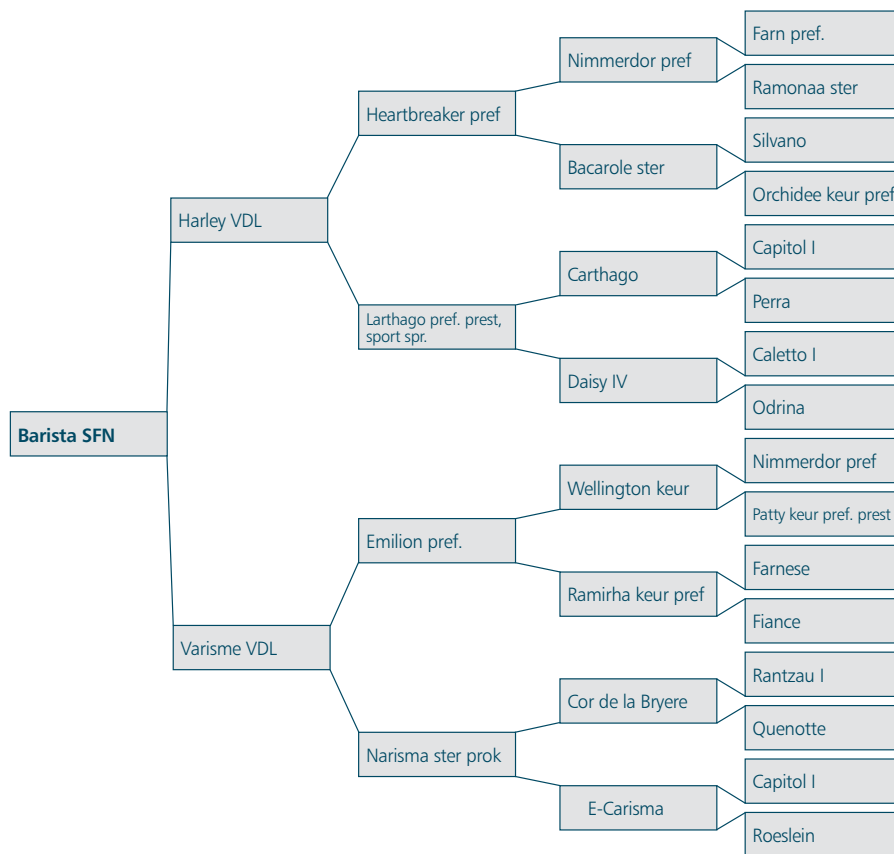 Farn pref.
Nimmerdor pref
Ramonaa ster
Heartbreaker pref
Silvano
Bacarole ster
Orchidee keur pref
Harley VDL
Capitol I
Carthago
Perra
Larthago pref. prest,
sport spr.
Caletto I
Daisy IV
Odrina
Barista SFN
Nimmerdor pref
Wellington keur
Patty keur pref. prest
Emilion pref.
Farnese
Ramirha keur pref
Fiance
Varisme VDL
Rantzau I
Cor de la Bryere
Quenotte
Narisma ster prok
Capitol I
E-Carisma
Roeslein